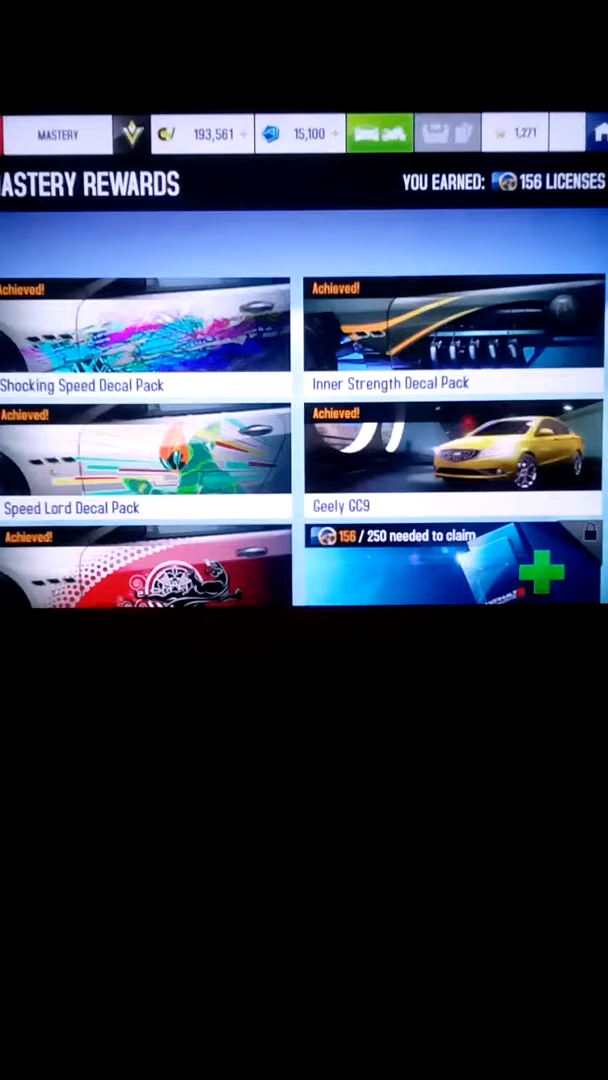 MASTERY
193,561 +
15,100 +
1,271
ASTERY REWARDS
YOU EARNED: 156 LICENSES
Achieved!
Achieved!
Shocking Speed Decal Pack
Inner Strength Decal Pack
Achieved!
Achieved!
Speed Lord Decal Pack
Geely GC9
Achieved!
156 / 250 needed to claim